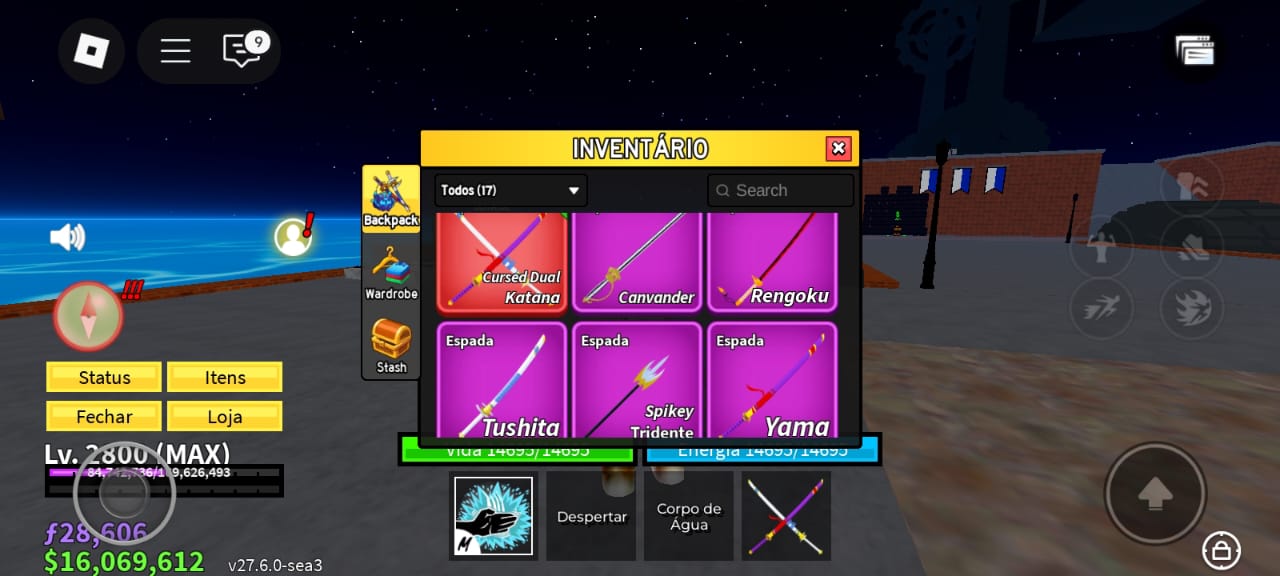 9
INVENTÁRIO
Todos (17)
Search
Backpack
Wardrobe
Stash
Cursed Dual
Katana
Canvander
Rengoku
Espada
Tushita
Espada
Spikey
Tridente
Espada
Yama
Status
Itens
Fechar
Loja
Lv. 2800 (MAX)
Vida 14695/14695
Energia 14695/14695
M
Despertar
Corpo de
Água
ƒ28,606
$16,069,612
v27.6.0-sea3